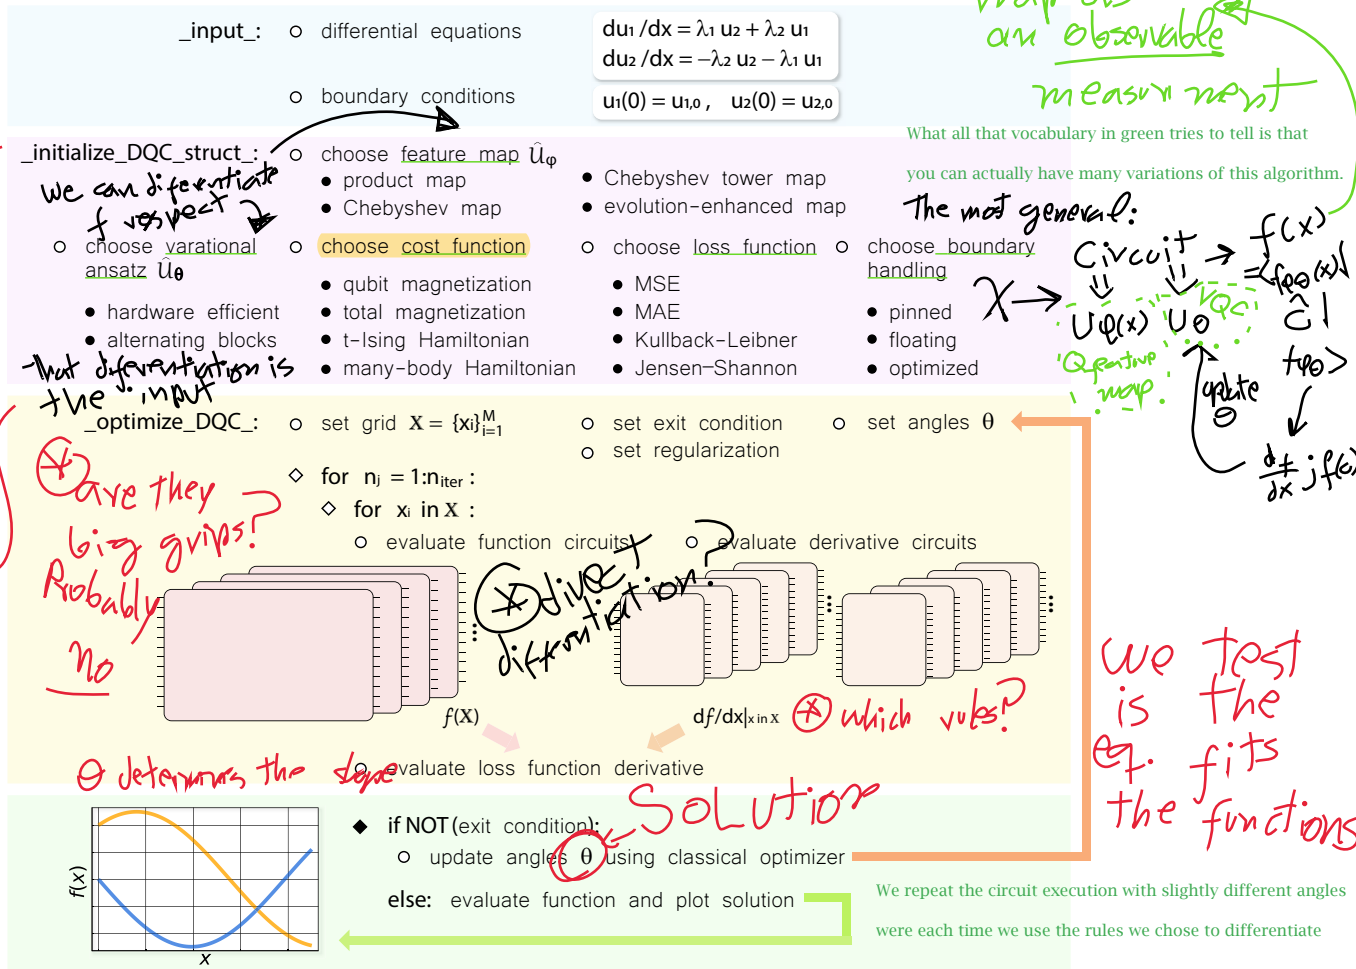 _input_:
differential equations
du₁/dx = λ₁ u₂ + λ₂ u₁
du₂/dx = −λ₂ u₂ − λ₁ u₁
boundary conditions
u₁(0) = u₁,₀ , u₂(0) = u₂,₀
an observable
measurment
What all that vocabulary in green tries to tell is that
you can actually have many variations of this algorithm.
_initialize_DQC_struct_:
choose feature map Û_φ
product map
Chebyshev map
Chebyshev tower map
evolution-enhanced map
we can diferentiate
f respect
choose varational
ansatz Û_θ
hardware efficient
alternating blocks
choose cost function
qubit magnetization
total magnetization
t-Ising Hamiltonian
many-body Hamiltonian
choose loss function
MSE
MAE
Kullback-Leibner
Jensen-Shannon
choose boundary
handling
pinned
floating
optimized
The most general:
Circuit → f(x)
X → Uφ(x) Uθ
VQC
map
update
θ
that diferentiation is
the input
_optimize_DQC_:
set grid X = {xᵢ}ᴹᵢ₌₁
set exit condition
set regularization
set angles θ
for nⱼ = 1:n_iter :
for xᵢ in X :
evaluate function circuits
evaluate derivative circuits
are they
big grips?
Probably
no
direct
differentiation?
f(X)
df/dx|x in X
which rules?
evaluate loss function derivative
θ determins the slope
we test
is the
eq. fits
the functions
SOLUTION
if NOT(exit condition):
update angles θ using classical optimizer
else: evaluate function and plot solution
f(x)
x
We repeat the circuit execution with slightly different angles
were each time we use the rules we chose to differentiate